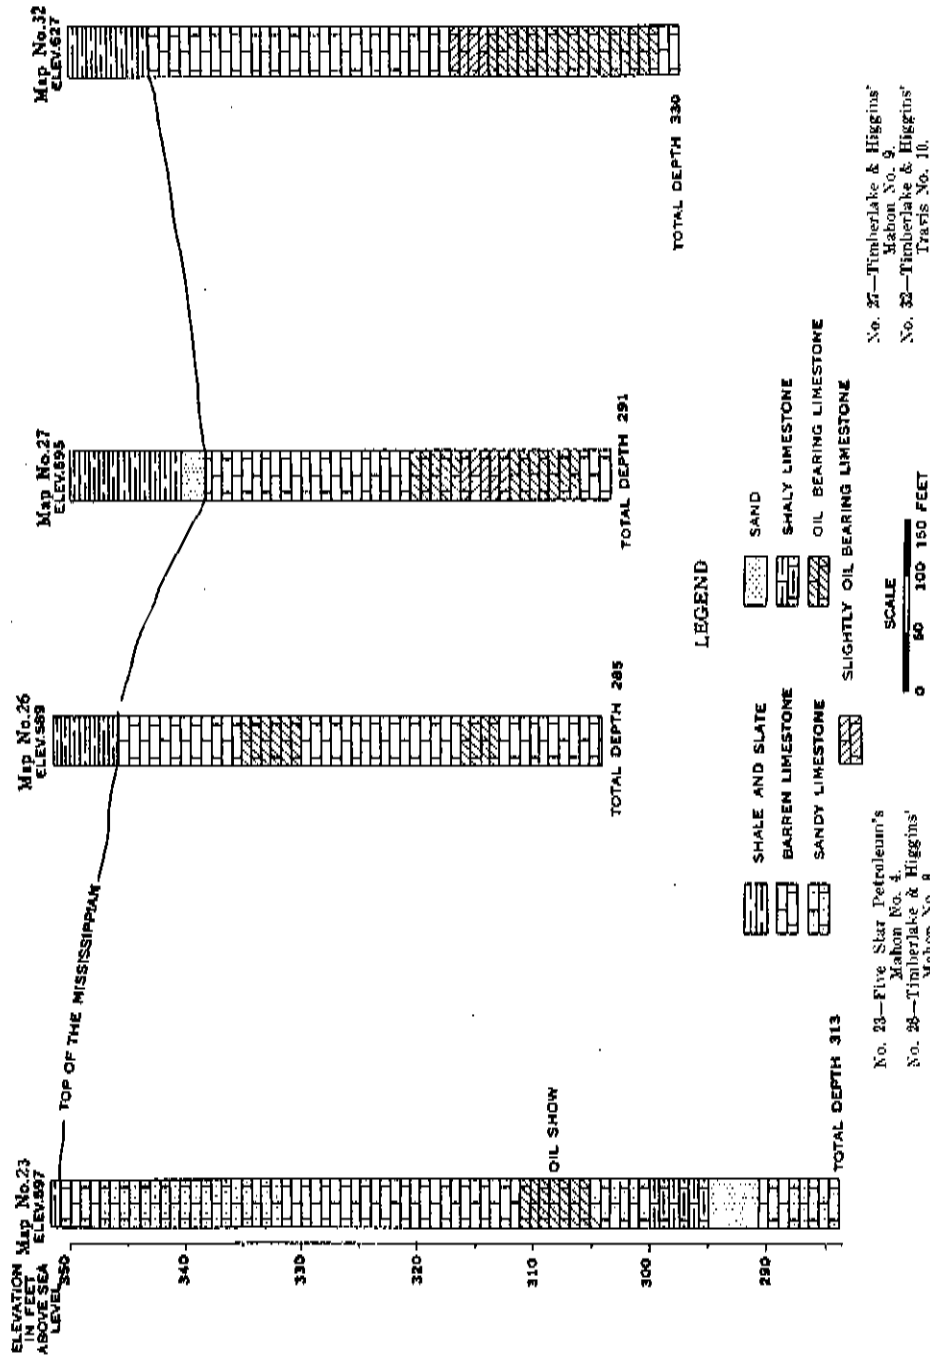 ELEVATION
IN FEET
ABOVE SEA
LEVEL
350
340
330
320
310
300
290
Map No.23
ELEV.597
TOP OF THE MISSISSIPPIAN
OIL SHOW
TOTAL DEPTH 313
Map No.26
ELEV.589
TOTAL DEPTH 285
Map No.27
ELEV.595
TOTAL DEPTH 291
Map No.32
ELEV.627
TOTAL DEPTH 330
LEGEND
SHALE AND SLATE
BARREN LIMESTONE
SANDY LIMESTONE
SAND
SHALY LIMESTONE
OIL BEARING LIMESTONE
SLIGHTLY OIL BEARING LIMESTONE
SCALE
0 50 100 150 FEET
No. 23—Five Star Petroleum's
Mahon No. 4.
No. 26—Timberlake & Higgins'
Mahon No. 8
No. 27—Timberlake & Higgins'
Mahon No. 9.
No. 32—Timberlake & Higgins'
Travis No. 10.